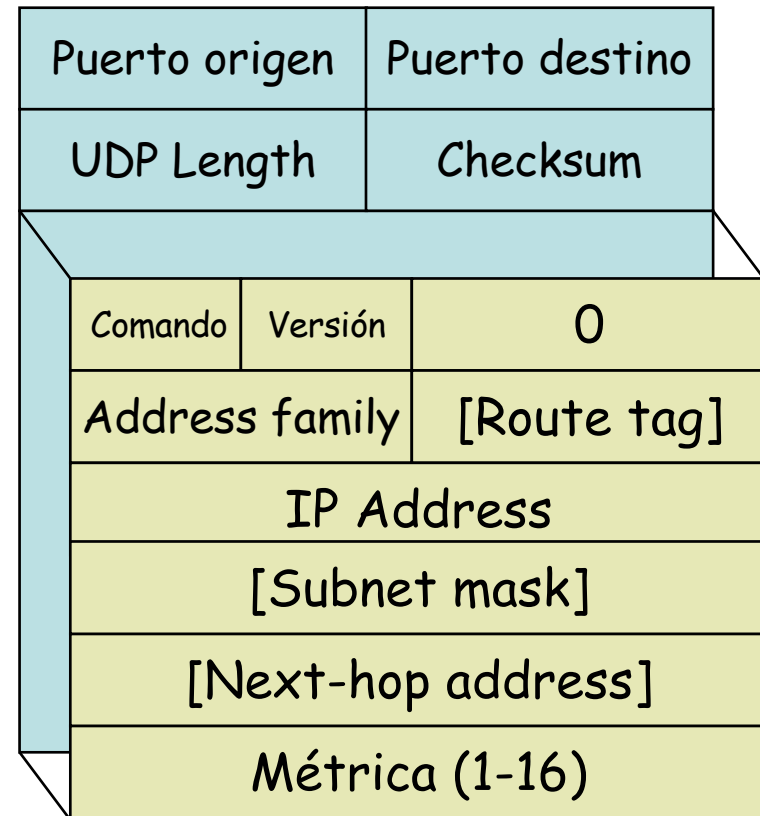 Puerto origen Puerto destino
UDP Length Checksum
Comando Versión 0
Address family [Route tag]
IP Address
[Subnet mask]
[Next-hop address]
Métrica (1-16)